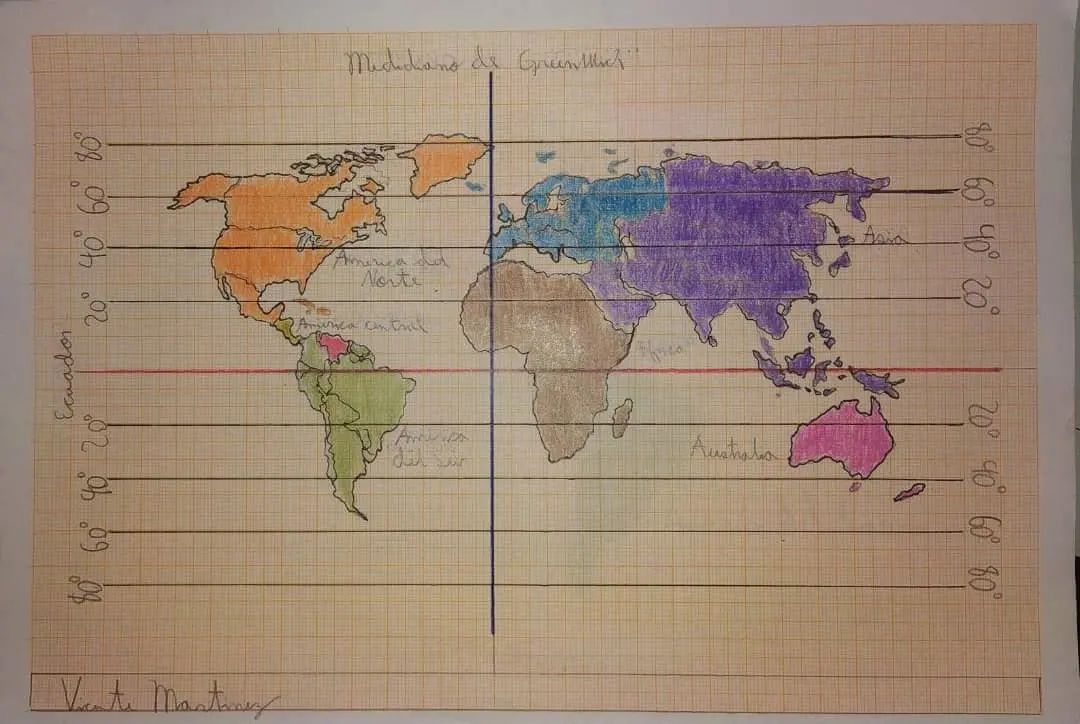 Medidiano de Greenwich"
80°
80°
60°
60°
40°
Asia
40°
America del
Norte
20°
20°
America central
Africa
Ecuador
20°
America
del Sur
20°
Australia
40°
40°
60°
60°
80°
80°
Vicente Martinez